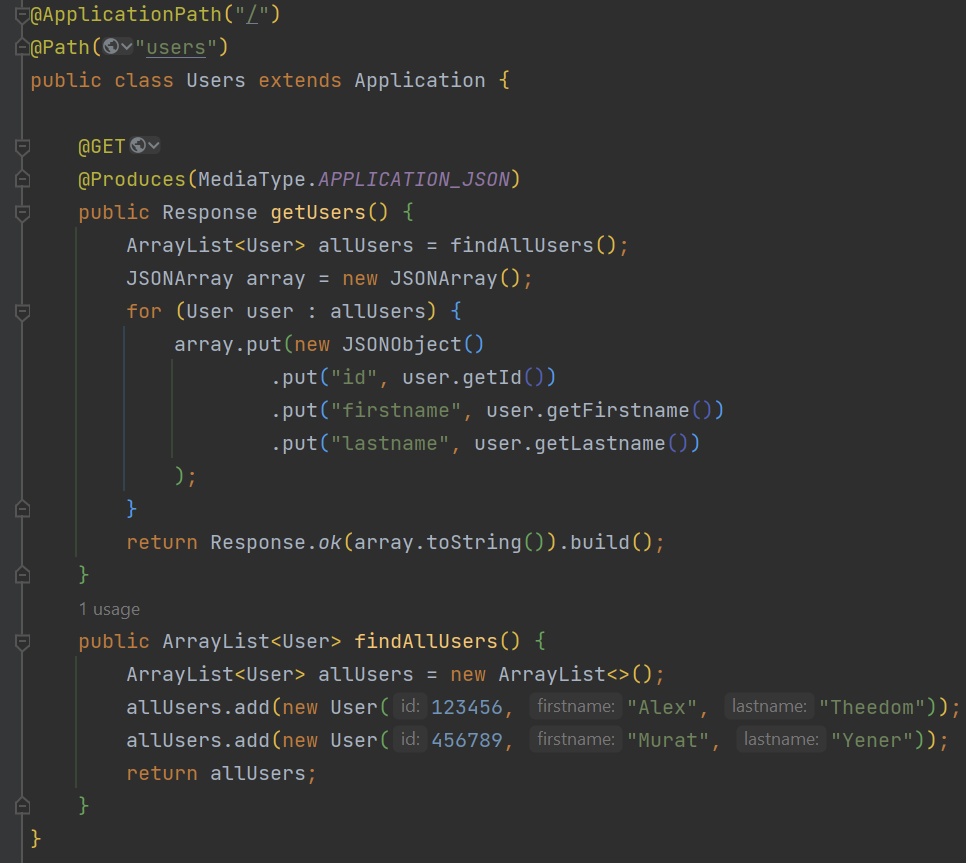 @ApplicationPath("/")
@Path("users")
public class Users extends Application {
@GET
@Produces(MediaType.APPLICATION_JSON)
public Response getUsers() {
ArrayList<User> allUsers = findAllUsers();
JSONArray array = new JSONArray();
for (User user : allUsers) {
array.put(new JSONObject()
.put("id", user.getId())
.put("firstname", user.getFirstname())
.put("lastname", user.getLastname())
);
}
return Response.ok(array.toString()).build();
}
1 usage
public ArrayList<User> findAllUsers() {
ArrayList<User> allUsers = new ArrayList<>();
allUsers.add(new User( id: 123456, firstname: "Alex", lastname: "Theedom"));
allUsers.add(new User( id: 456789, firstname: "Murat", lastname: "Yener"));
return allUsers;
}
}